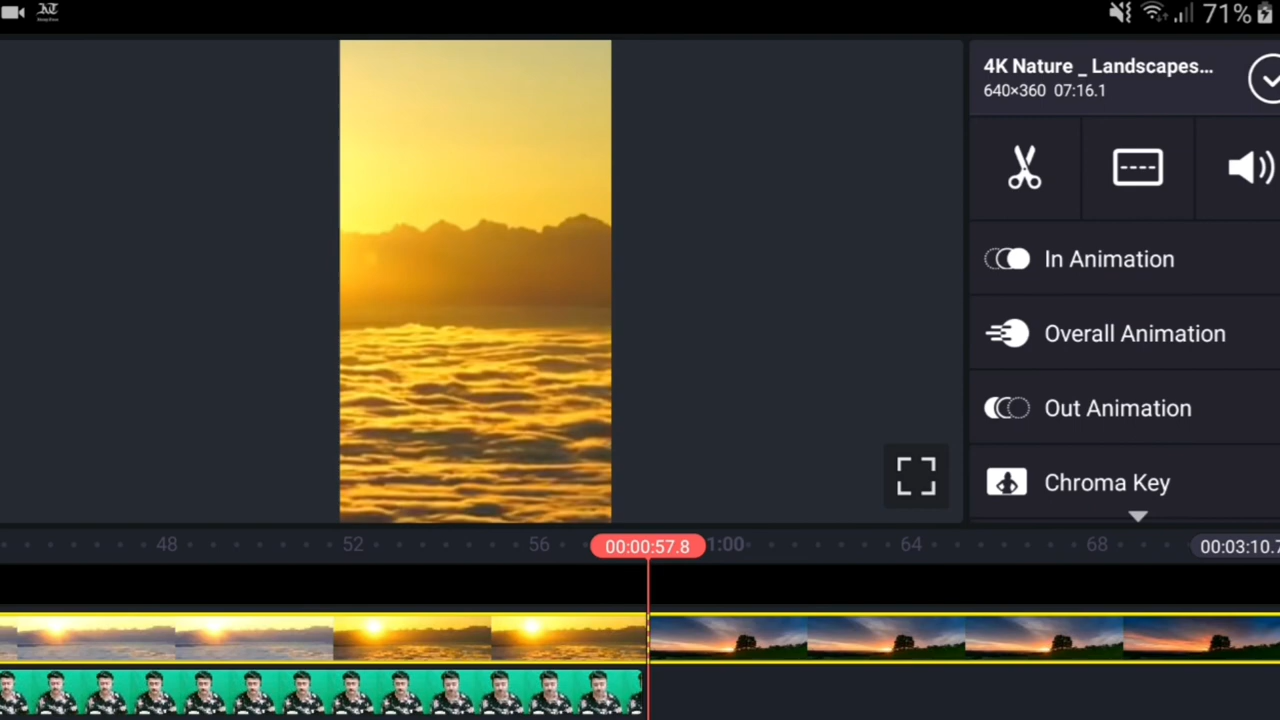 71%
4K Nature _ Landscapes...
640×360 07:16.1
In Animation
Overall Animation
Out Animation
Chroma Key
48
52
56
00:00:57.8
1:00
64
68
00:03:10.7